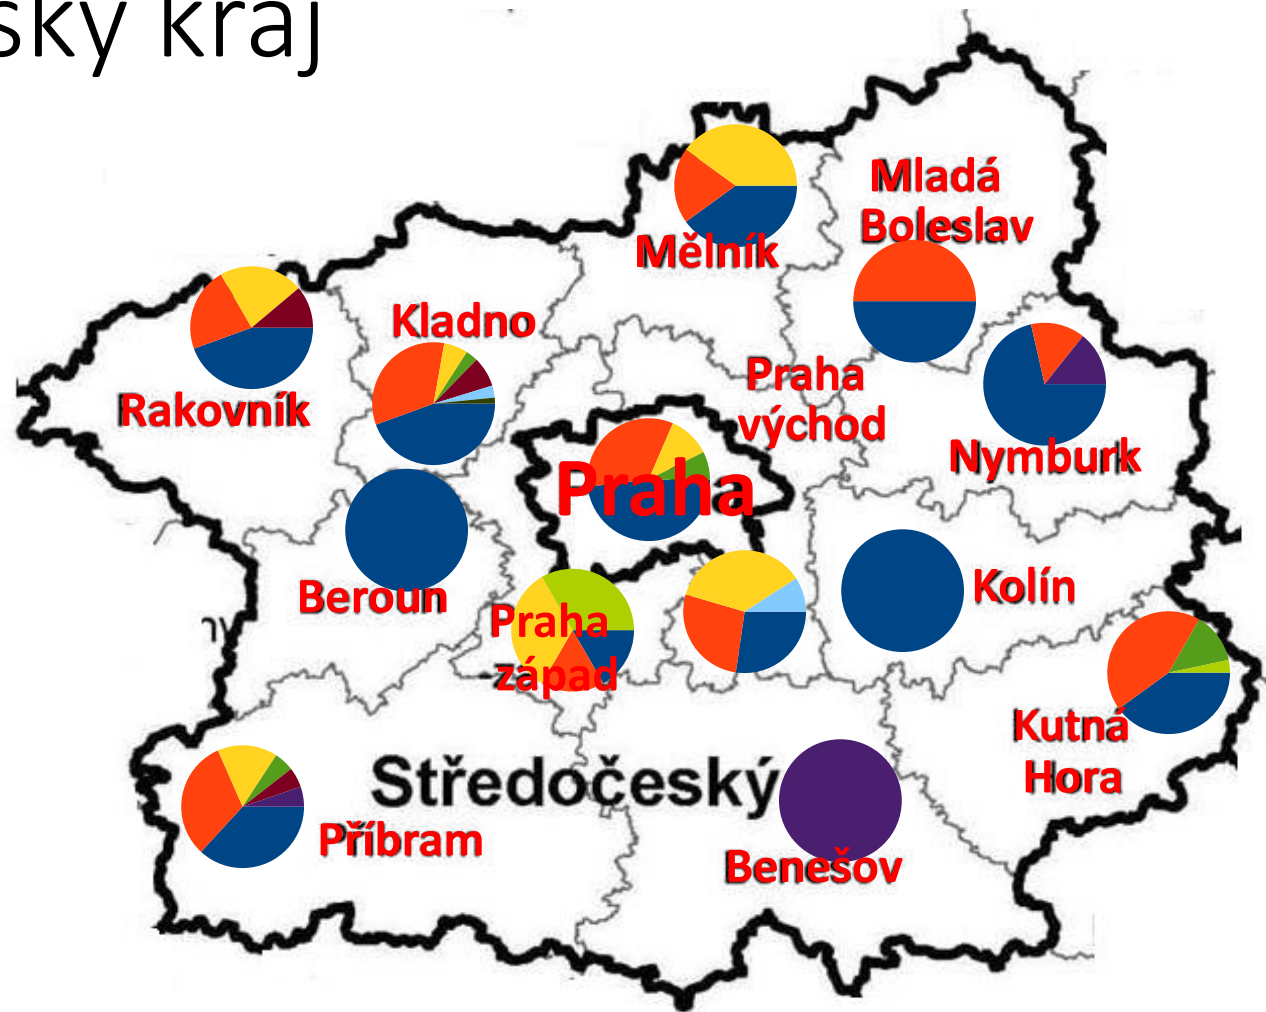 ský kraj
Mladá
Boleslav
Mělník
Kladno
Rakovník
Praha
východ
Nymburk
Praha
Beroun
Kolín
Praha
západ
Kutná
Hora
Středočeský
Příbram
Benešov